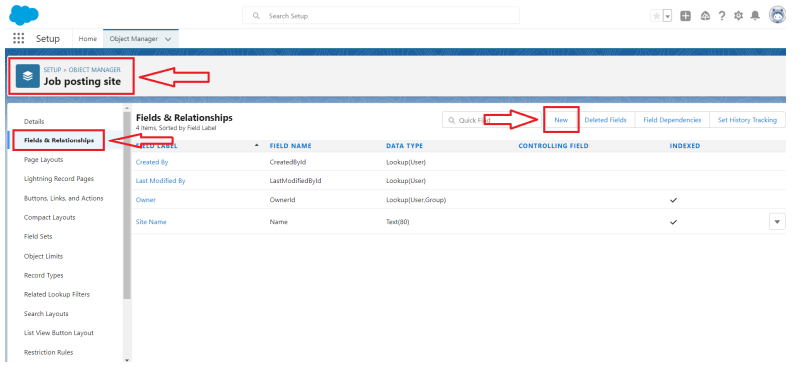 Search Setup
Setup
Home
Object Manager
SETUP > OBJECT MANAGER
Job posting site
Details
Fields & Relationships
Page Layouts
Lightning Record Pages
Buttons, Links, and Actions
Compact Layouts
Field Sets
Object Limits
Record Types
Related Lookup Filters
Search Layouts
List View Button Layout
Restriction Rules
Fields & Relationships
4 Items, Sorted by Field Label
Quick Find
New
Deleted Fields
Field Dependencies
Set History Tracking
FIELD LABEL FIELD NAME DATA TYPE CONTROLLING FIELD INDEXED
Created By CreatedById Lookup(User)
Last Modified By LastModifiedById Lookup(User)
Owner OwnerId Lookup(User,Group)
Site Name Name Text(80)